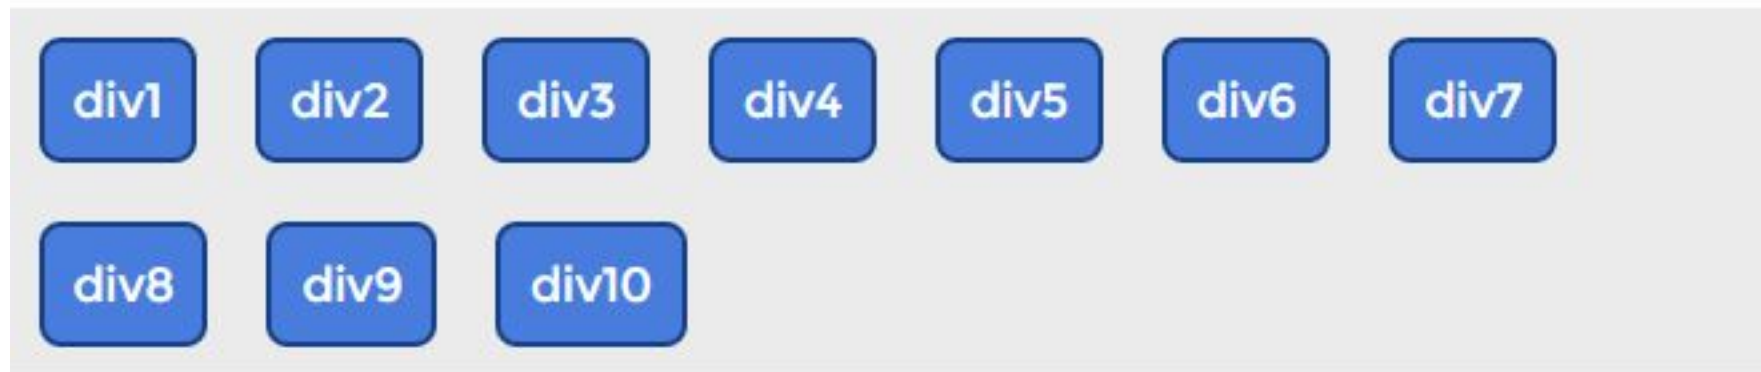 div1 div2 div3 div4 div5 div6 div7
div8 div9 div10